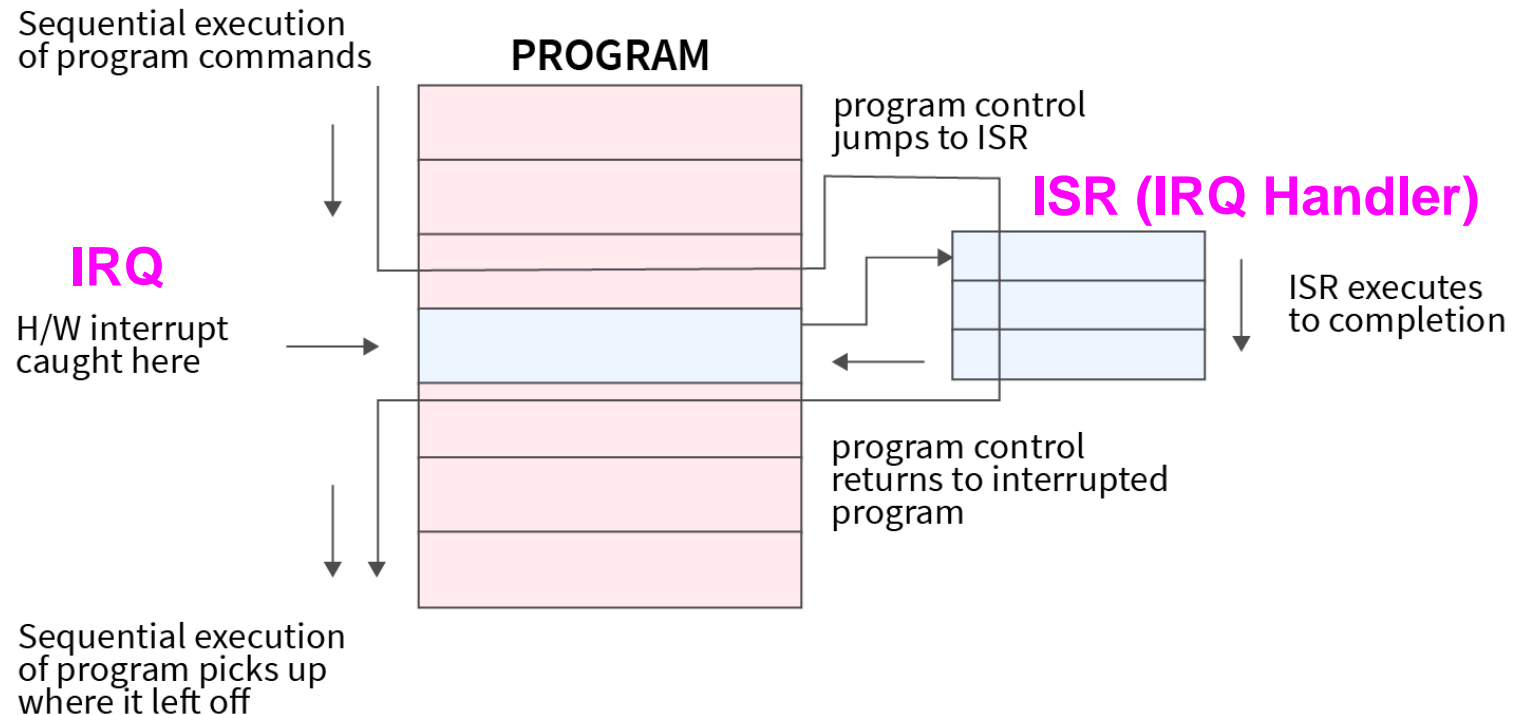 Sequential execution
of program commands
PROGRAM
program control
jumps to ISR
ISR (IRQ Handler)
IRQ
H/W interrupt
caught here
ISR executes
to completion
program control
returns to interrupted
program
Sequential execution
of program picks up
where it left off